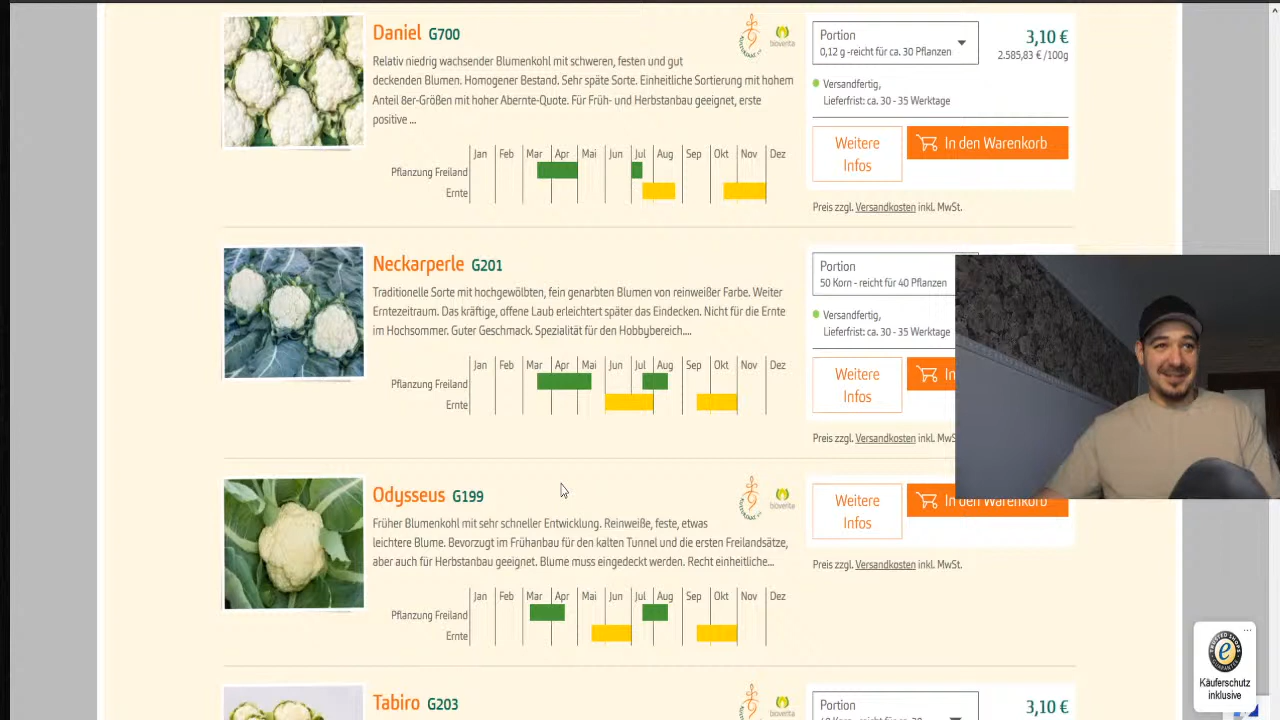 Daniel G700
Relativ niedrig wachsender Blumenkohl mit schweren, festen und gut
deckenden Blumen. Homogener Bestand. Sehr späte Sorte. Einheitliche Sortierung mit hohem
Anteil 8er-Größen mit hoher Abernte-Quote. Für Früh- und Herbstanbau geeignet, erste
positive ...
bioverita
Jan Feb Mar Apr Mai Jun Jul Aug Sep Okt Nov Dez
Pflanzung Freiland
Ernte
Portion
0,12 g -reicht für ca. 30 Pflanzen
3,10 €
2.585,83 € /100g
Versandfertig,
Lieferfrist: ca. 30 - 35 Werktage
Weitere
Infos
In den Warenkorb
Preis zzgl. Versandkosten inkl. MwSt.
Neckarperle G201
Traditionelle Sorte mit hochgewölbten, fein genarbten Blumen von reinweißer Farbe. Weiter
Erntezeitraum. Das kräftige, offene Laub erleichtert später das Eindecken. Nicht für die Ernte
im Hochsommer. Guter Geschmack. Spezialität für den Hobbybereich....
Jan Feb Mar Apr Mai Jun Jul Aug Sep Okt Nov Dez
Pflanzung Freiland
Ernte
Portion
50 Korn - reicht für 40 Pflanzen
Versandfertig,
Lieferfrist: ca. 30 - 35 Werktage
Weitere
Infos
In
Preis zzgl. Versandkosten inkl. MwS
Odysseus G199
Früher Blumenkohl mit sehr schneller Entwicklung. Reinweiße, feste, etwas
leichtere Blume. Bevorzugt im Frühanbau für den kalten Tunnel und die ersten Freilandsätze,
aber auch für Herbstanbau geeignet. Blume muss eingedeckt werden. Recht einheitliche...
bioverita
Jan Feb Mar Apr Mai Jun Jul Aug Sep Okt Nov Dez
Pflanzung Freiland
Ernte
Weitere
Infos
In den Warenkorb
Preis zzgl. Versandkosten inkl. MwSt.
Tabiro G203
bioverita
Portion
3,10 €
Käuferschutz
inklusive